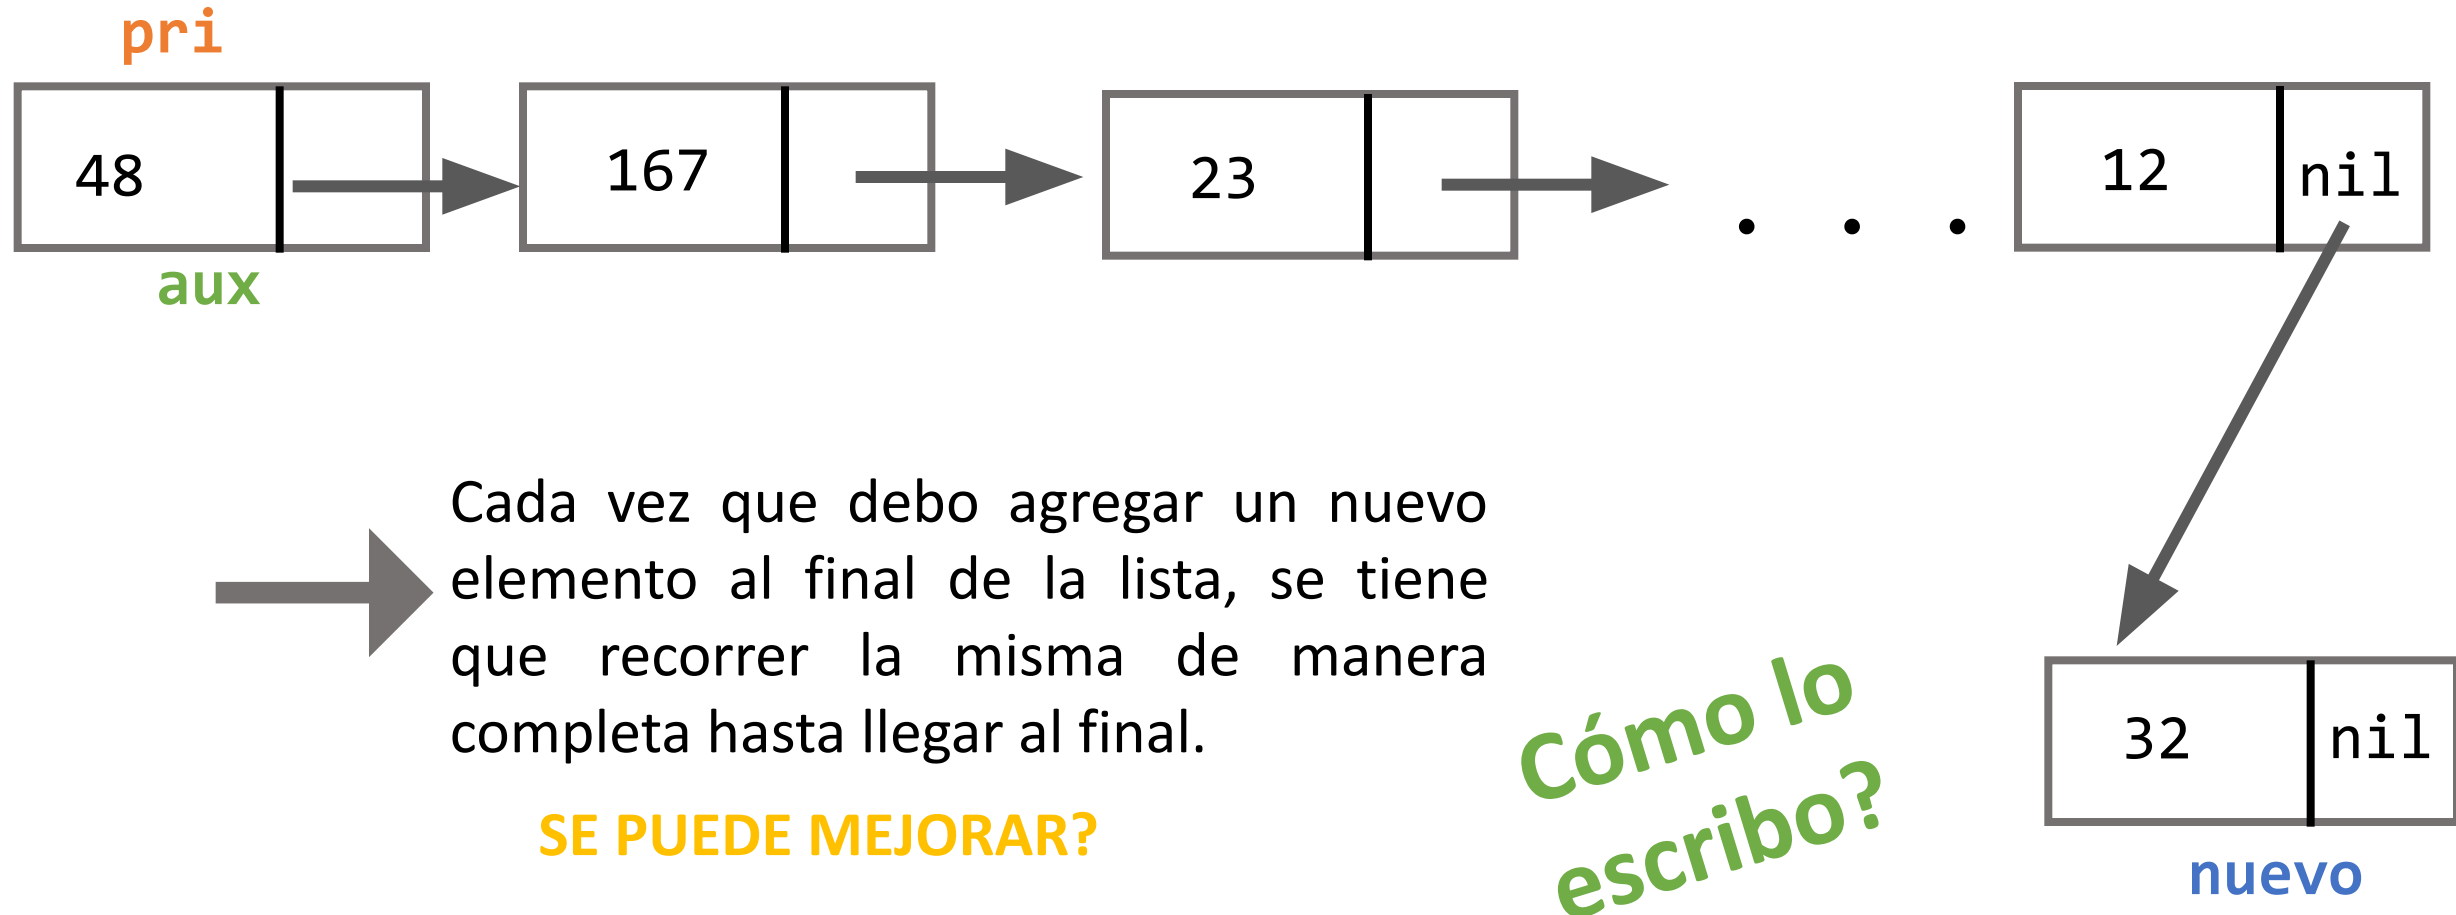 pri
48
167
23
. . .
12
nil
aux
Cada vez que debo agregar un nuevo
elemento al final de la lista, se tiene
que recorrer la misma de manera
completa hasta llegar al final.
SE PUEDE MEJORAR?
Cómo lo
escribo?
32
nil
nuevo